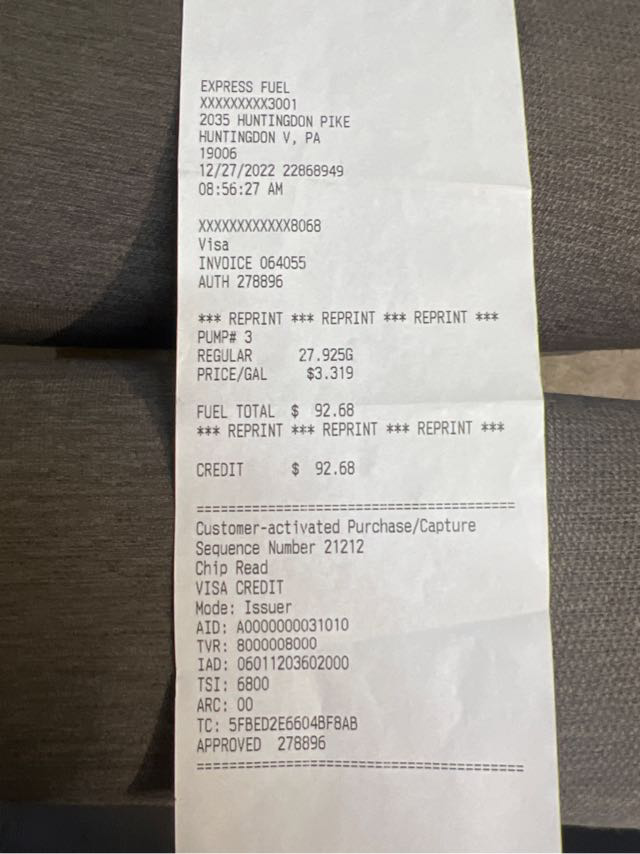 EXPRESS FUEL
XXXXXXXXX3001
2035 HUNTINGDON PIKE
HUNTINGDON V, PA
19006
12/27/2022 22868949
08:56:27 AM
XXXXXXXXXXXX8068
Visa
INVOICE 064055
AUTH 278896
*** REPRINT *** REPRINT *** REPRINT ***
PUMP# 3
REGULAR 27.925G
PRICE/GAL $3.319
FUEL TOTAL $ 92.68
*** REPRINT *** REPRINT *** REPRINT ***
CREDIT $ 92.68
=========================================
Customer-activated Purchase/Capture
Sequence Number 21212
Chip Read
VISA CREDIT
Mode: Issuer
AID: A0000000031010
TVR: 8000008000
IAD: 06011203602000
TSI: 6800
ARC: 00
TC: 5FBED2E6604BF8AB
APPROVED 278896
=========================================